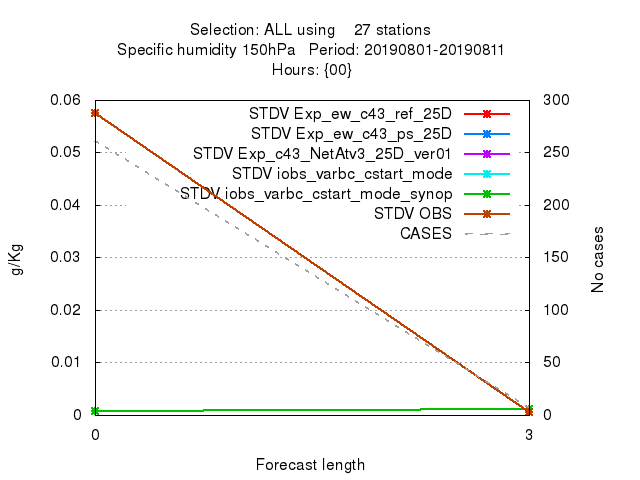 Selection: ALL using 27 stations
Specific humidity 150hPa Period: 20190801-20190811
Hours: {00}
0.06 300
STDV Exp_ew_c43_ref_25D
STDV Exp_ew_c43_ps_25D
0.05 STDV Exp_c43_NetAtv3_25D_ver01 250
STDV iobs_varbc_cstart_mode
STDV iobs_varbc_cstart_mode_synop
0.04 200
STDV OBS
CASES
g/Kg
0.03 150
No cases
0.02 100
0.01 50
0 0
0 3
Forecast length